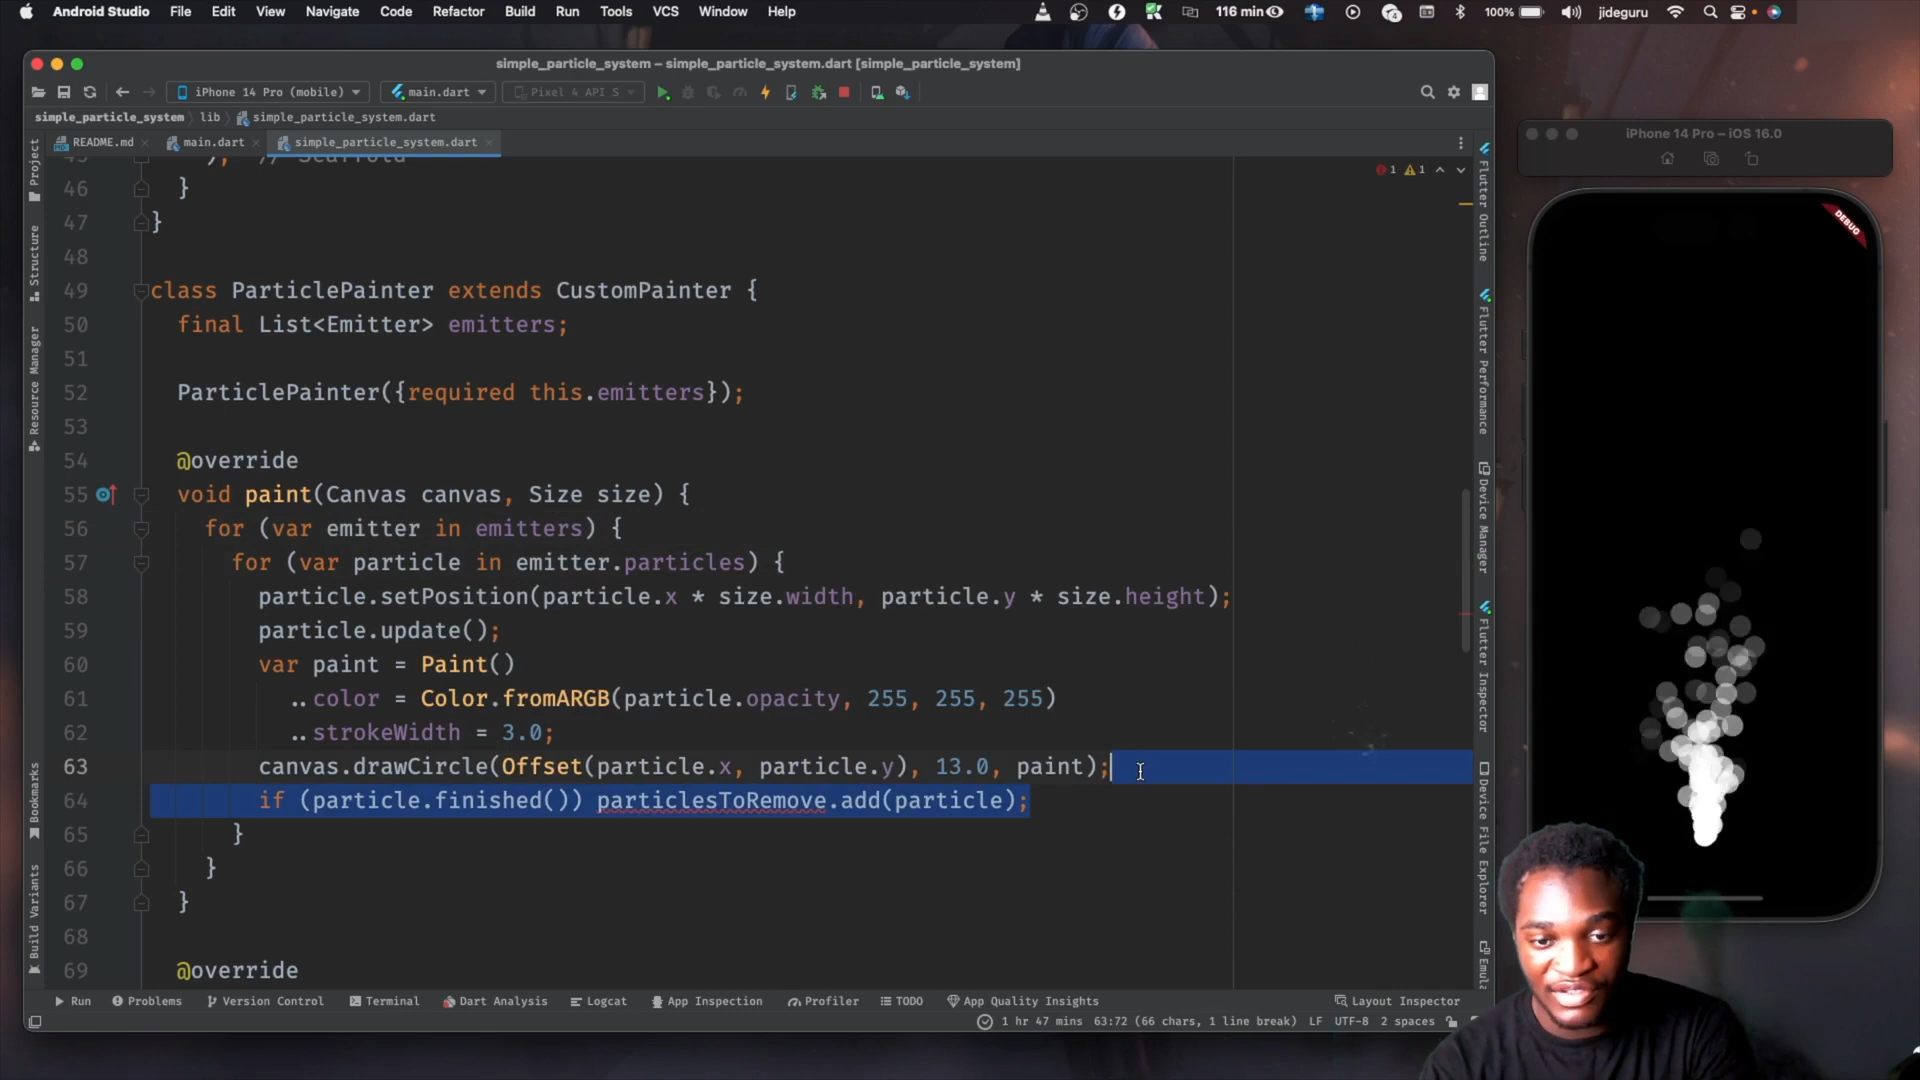 Android Studio File Edit View Navigate Code Refactor Build Run Tools VCS Window Help 116 min 4 100% jideguru
simple_particle_system – simple_particle_system.dart [simple_particle_system]
iPhone 14 Pro (mobile) main.dart Pixel 4 API S
simple_particle_system lib simple_particle_system.dart
README.md main.dart simple_particle_system.dart
1 1
46 }
47 }
48
49 class ParticlePainter extends CustomPainter {
50 final List<Emitter> emitters;
51
52 ParticlePainter({required this.emitters});
53
54 @override
55 void paint(Canvas canvas, Size size) {
56 for (var emitter in emitters) {
57 for (var particle in emitter.particles) {
58 particle.setPosition(particle.x * size.width, particle.y * size.height);
59 particle.update();
60 var paint = Paint()
61 ..color = Color.fromARGB(particle.opacity, 255, 255, 255)
62 ..strokeWidth = 3.0;
63 canvas.drawCircle(Offset(particle.x, particle.y), 13.0, paint);
64 if (particle.finished()) particlesToRemove.add(particle);
65 }
66 }
67 }
68
69 @override
Project
Structure
Resource Manager
Bookmarks
Build Variants
Flutter Outline
Flutter Performance
Device Manager
Flutter Inspector
Device File Explorer
Run Problems Version Control Terminal Dart Analysis Logcat App Inspection Profiler TODO App Quality Insights Layout Inspector
1 hr 47 mins 63:72 (66 chars, 1 line break) LF UTF-8 2 spaces
iPhone 14 Pro – iOS 16.0
DEBUG